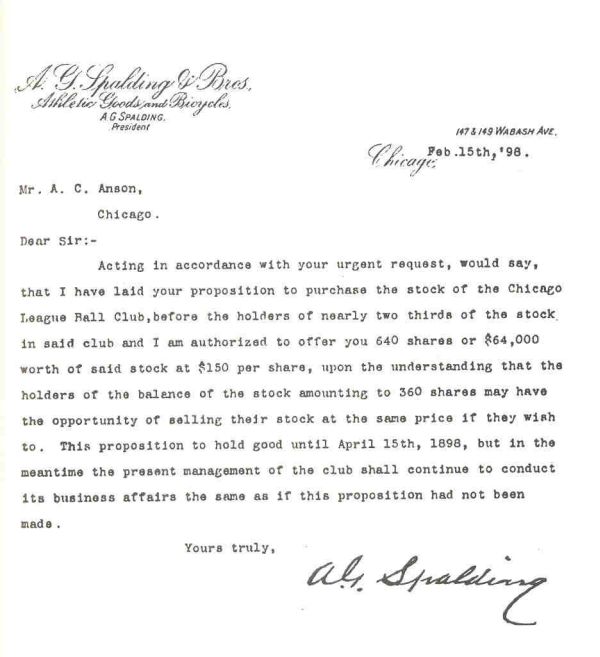 A. G. Spalding & Bros.
Athletic Goods and Bicycles.
A G SPALDING.
President
147 & 149 WABASH AVE.
Chicago, Feb.15th,'98.
Mr. A. C. Anson,
Chicago.
Dear Sir:-
Acting in accordance with your urgent request, would say,
that I have laid your proposition to purchase the stock of the Chicago
League Ball Club,before the holders of nearly two thirds of the stock
in said club and I am authorized to offer you 640 shares or $64,000
worth of said stock at $150 per share, upon the understanding that the
holders of the balance of the stock amounting to 360 shares may have
the opportunity of selling their stock at the same price if they wish
to. This proposition to hold good until April 15th, 1898, but in the
meantime the present management of the club shall continue to conduct
its business affairs the same as if this proposition had not been
made.
Yours truly,
A.G. Spalding